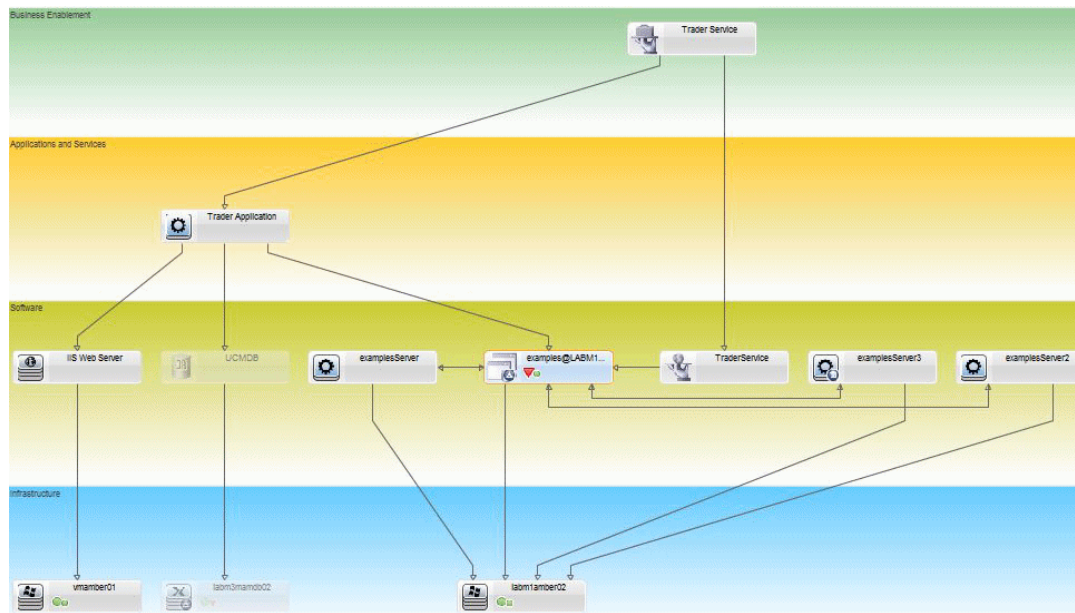 Business Enablement
Trader Service
Applications and Services
Trader Application
Software
IIS Web Server
UCMDB
examplesServer
examples@LABM1...
TraderService
examplesServer3
examplesServer2
Infrastructure
vmamber01
labm3mamdb02
labm1amber02